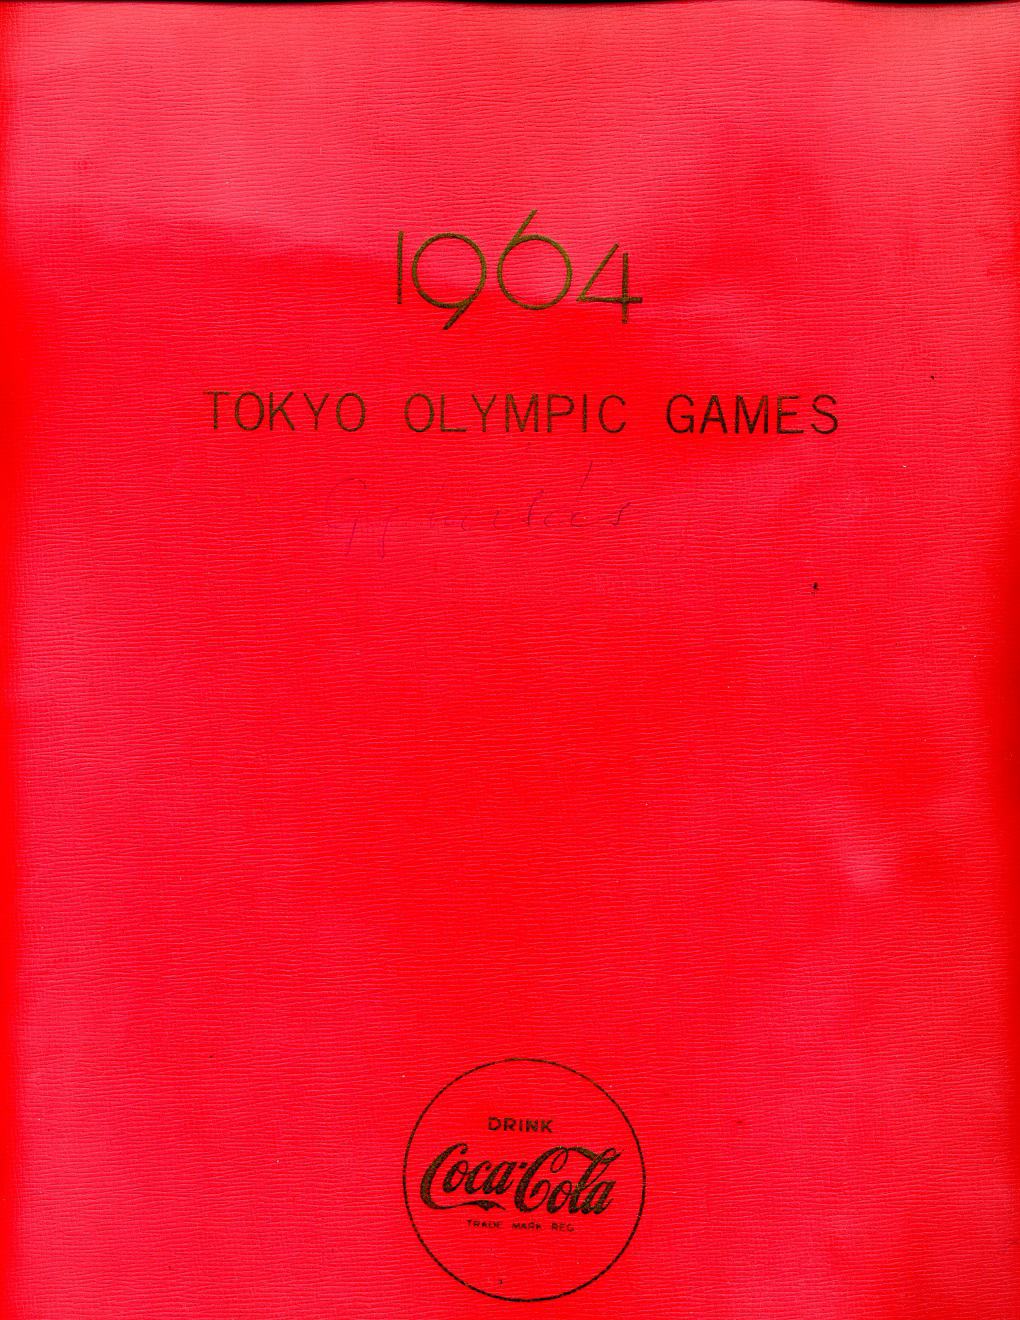 1964
TOKYO OLYMPIC GAMES
DRINK
Coca-Cola
TRADE MARK REG